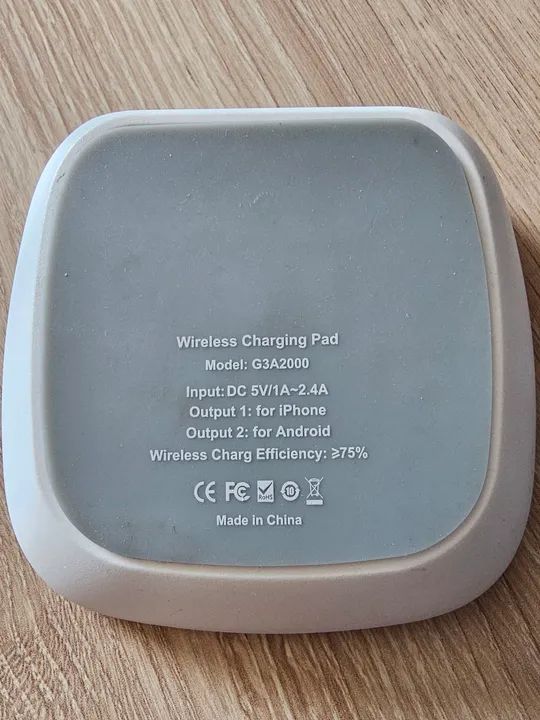 Wireless Charging Pad
Model: G3A2000
Input: DC 5V/1A~2.4A
Output 1: for iPhone
Output 2: for Android
Wireless Charg Efficiency: ≥75%
CE FC RoHS 10
Made in China